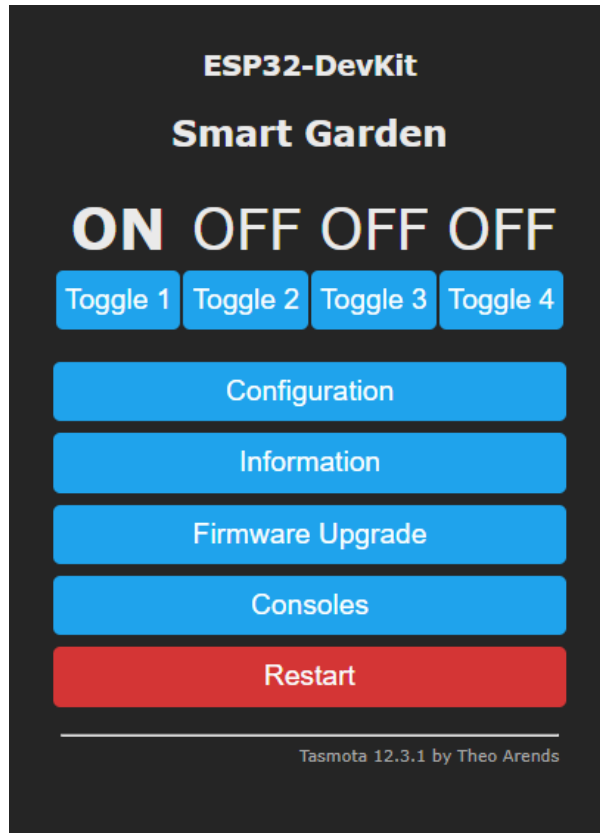 ESP32-DevKit
Smart Garden
ON OFF OFF OFF
Toggle 1 Toggle 2 Toggle 3 Toggle 4
Configuration
Information
Firmware Upgrade
Consoles
Restart
Tasmota 12.3.1 by Theo Arends